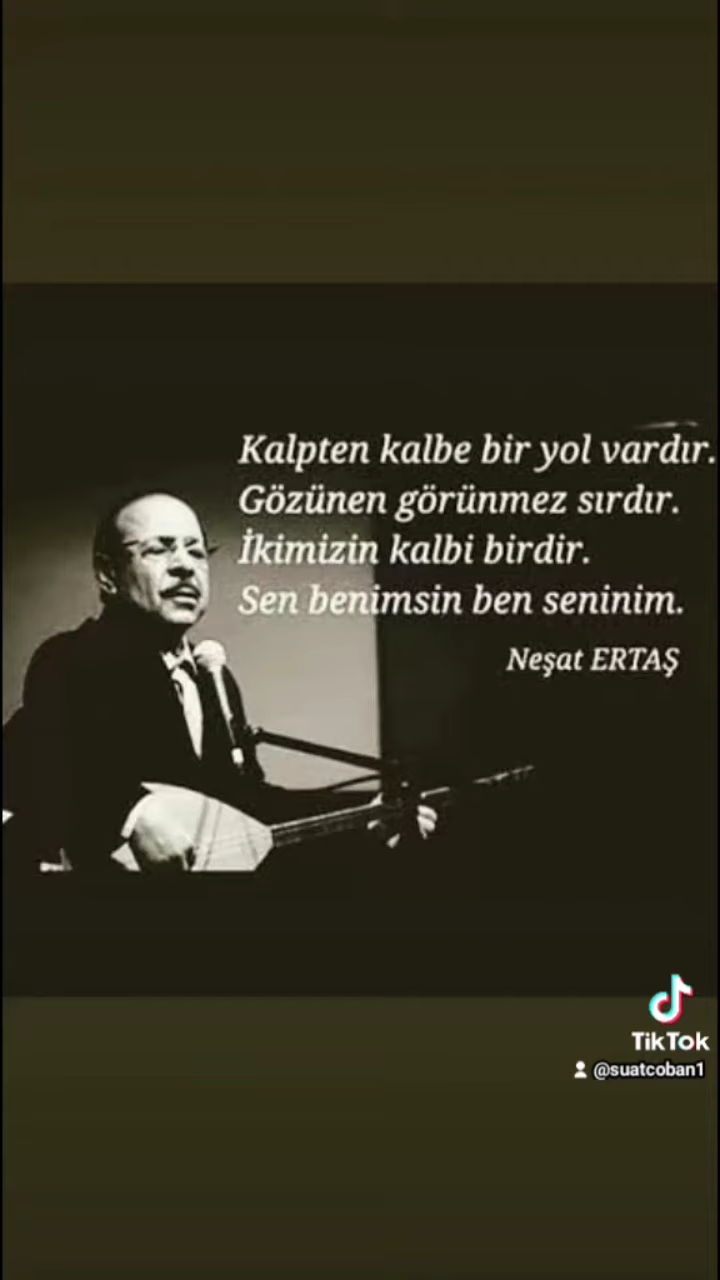 Kalpten kalbe bir yol vardır.
Gözünen görünmez sırdır.
İkimizin kalbi birdir.
Sen benimsin ben seninim.
Neşat ERTAŞ
TikTok
@suatcoban1